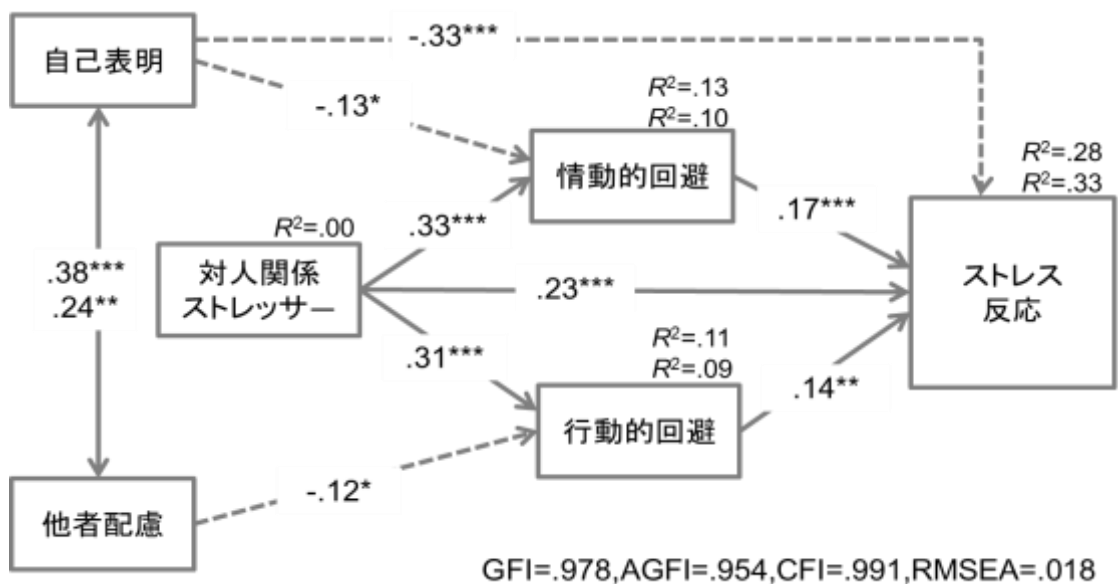 自己表明
-.33***
-.13*
R²=.13
R²=.10
情動的回避
R²=.28
R²=.33
.17***
.33***
R²=.00
対人関係
ストレッサー
.38***
.24**
.23***
ストレス
反応
.31***
R²=.11
R²=.09
行動的回避
.14**
-.12*
他者配慮
GFI=.978,AGFI=.954,CFI=.991,RMSEA=.018